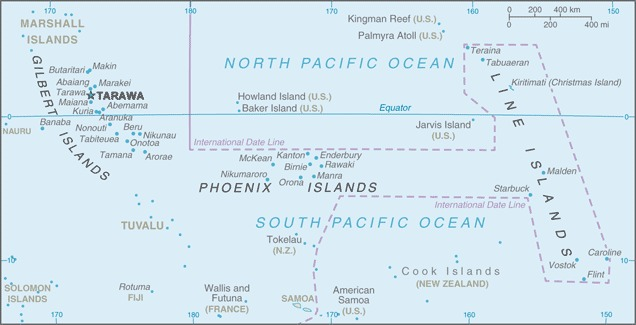 170
180
170
160
150
0 200 400 km
0 200 400 mi
MARSHALL
ISLANDS
Kingman Reef (U.S.)
Palmyra Atoll (U.S.)
Teraina
Tabuaeran
NORTH PACIFIC OCEAN
Kiritimati (Christmas Island)
GILBERT ISLANDS
Butaritari
Makin
Abaiang
Marakei
Tarawa
TARAWA
Maiana
Abemama
Kuria
Aranuka
Banaba
Nonouti
Beru
Nikunau
Tabiteuea
Onotoa
Tamana
Arorae
NAURU
0
Howland Island (U.S.)
Baker Island (U.S.)
Equator
0
Jarvis Island
(U.S.)
LINE ISLANDS
International Date Line
McKean
Kanton
Enderbury
Birnie
Rawaki
Nikumaroro
Orona
Manra
PHOENIX ISLANDS
Malden
Starbuck
International Date Line
TUVALU
SOUTH PACIFIC OCEAN
Tokelau
(N.Z.)
Caroline
Vostok
Flint
10
10
Cook Islands
(NEW ZEALAND)
SOLOMON
ISLANDS
Rotuma
FIJI
Wallis and
Futuna
(FRANCE)
SAMOA
American
Samoa
(U.S.)
170
180
170
160
150